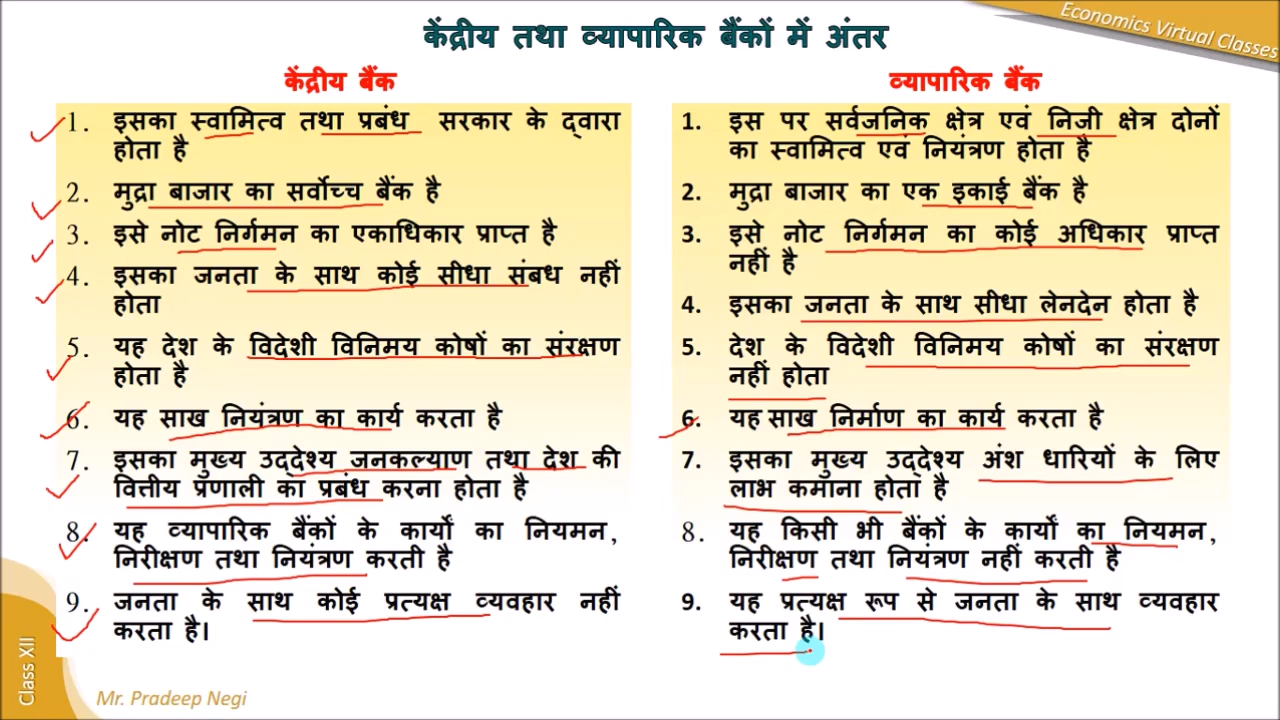 Economics Virtual Classes
केंद्रीय तथा व्यापारिक बैंकों में अंतर
केंद्रीय बैंक
1. इसका स्वामित्व तथा प्रबंध सरकार के द्वारा
होता है
2. मुद्रा बाजार का सर्वोच्च बैंक है
3. इसे नोट निर्गमन का एकाधिकार प्राप्त है
4. इसका जनता के साथ कोई सीधा संबध नहीं
होता
5. यह देश के विदेशी विनिमय कोषों का संरक्षण
होता है
6. यह साख नियंत्रण का कार्य करता है
7. इसका मुख्य उद्देश्य जनकल्याण तथा देश की
वित्तीय प्रणाली का प्रबंध करना होता है
8. यह व्यापारिक बैंकों के कार्यों का नियमन,
निरीक्षण तथा नियंत्रण करती है
9. जनता के साथ कोई प्रत्यक्ष व्यवहार नहीं
करता है।
व्यापारिक बैंक
1. इस पर सर्वजनिक क्षेत्र एवं निजी क्षेत्र दोनों
का स्वामित्व एवं नियंत्रण होता है
2. मुद्रा बाजार का एक इकाई बैंक है
3. इसे नोट निर्गमन का कोई अधिकार प्राप्त
नहीं है
4. इसका जनता के साथ सीधा लेनदेन होता है
5. देश के विदेशी विनिमय कोषों का संरक्षण
नहीं होता
6. यह साख निर्माण का कार्य करता है
7. इसका मुख्य उद्देश्य अंश धारियों के लिए
लाभ कमाना होता है
8. यह किसी भी बैंकों के कार्यों का नियमन,
निरीक्षण तथा नियंत्रण नहीं करती है
9. यह प्रत्यक्ष रूप से जनता के साथ व्यवहार
करता है।
Class XII
Mr. Pradeep Negi